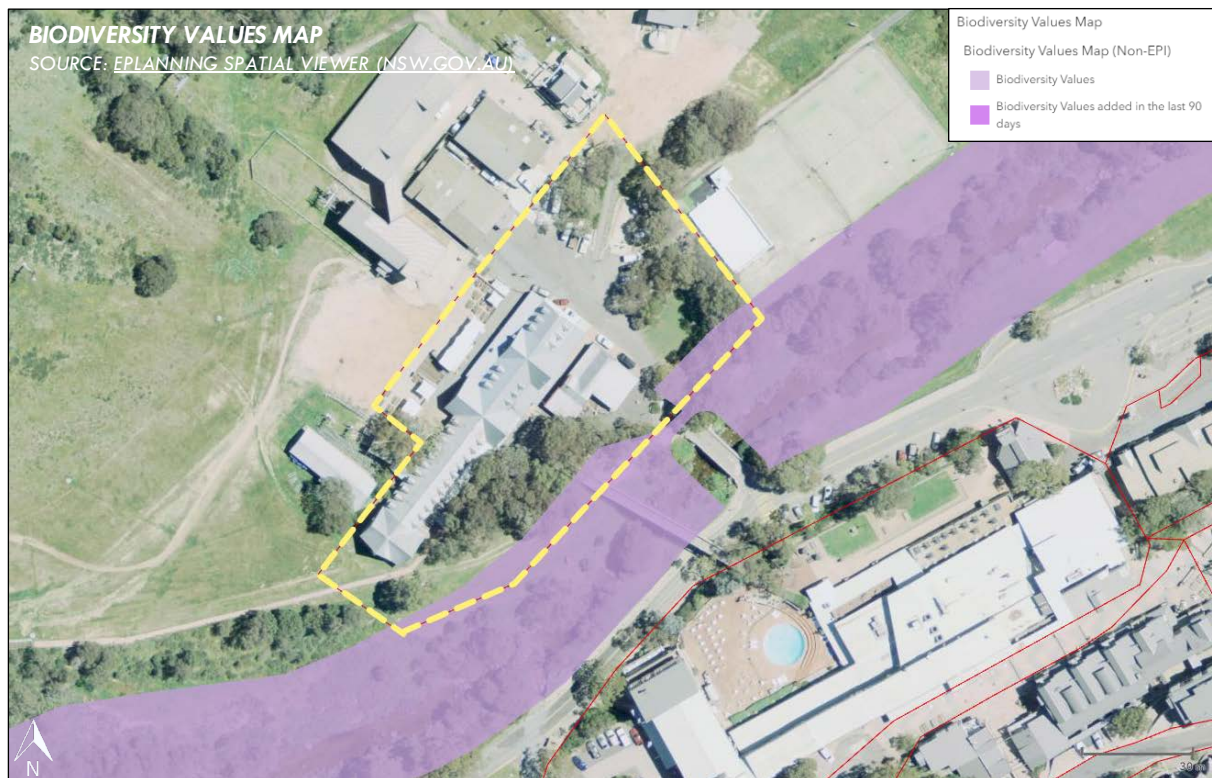 BIODIVERSITY VALUES MAP
SOURCE: EPLANNING SPATIAL VIEWER (NSW.GOV.AU)
Biodiversity Values Map
Biodiversity Values Map (Non-EPI)
Biodiversity Values
Biodiversity Values added in the last 90
days
N
30 m